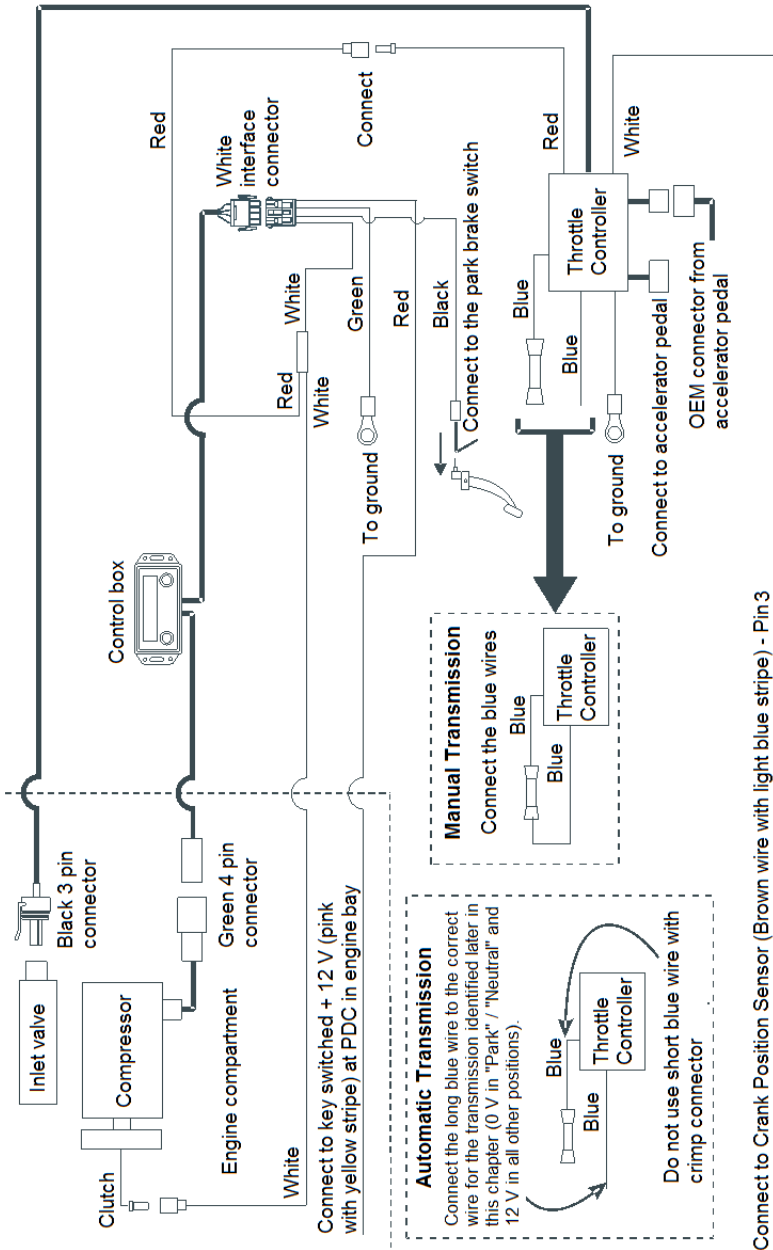 Inlet valve
Black 3 pin
connector
Compressor
Clutch
Green 4 pin
connector
Engine compartment
White
Connect to key switched + 12 V (pink
with yellow stripe) at PDC in engine bay
Control box
Red
White
interface
connector
White
Red
White
Green
Red
To ground
Black
Connect to the park brake switch
Connect
Red
White
Throttle
Controller
Blue
Blue
To ground
Connect to accelerator pedal
OEM connector from
accelerator pedal
Manual Transmission
Connect the blue wires
Blue
Blue
Throttle
Controller
Automatic Transmission
Connect the long blue wire to the correct
wire for the transmission identified later in
this chapter (0 V in "Park" / "Neutral" and
12 V in all other positions).
Blue
Blue
Throttle
Controller
Do not use short blue wire with
crimp connector
Connect to Crank Position Sensor (Brown wire with light blue stripe) - Pin3